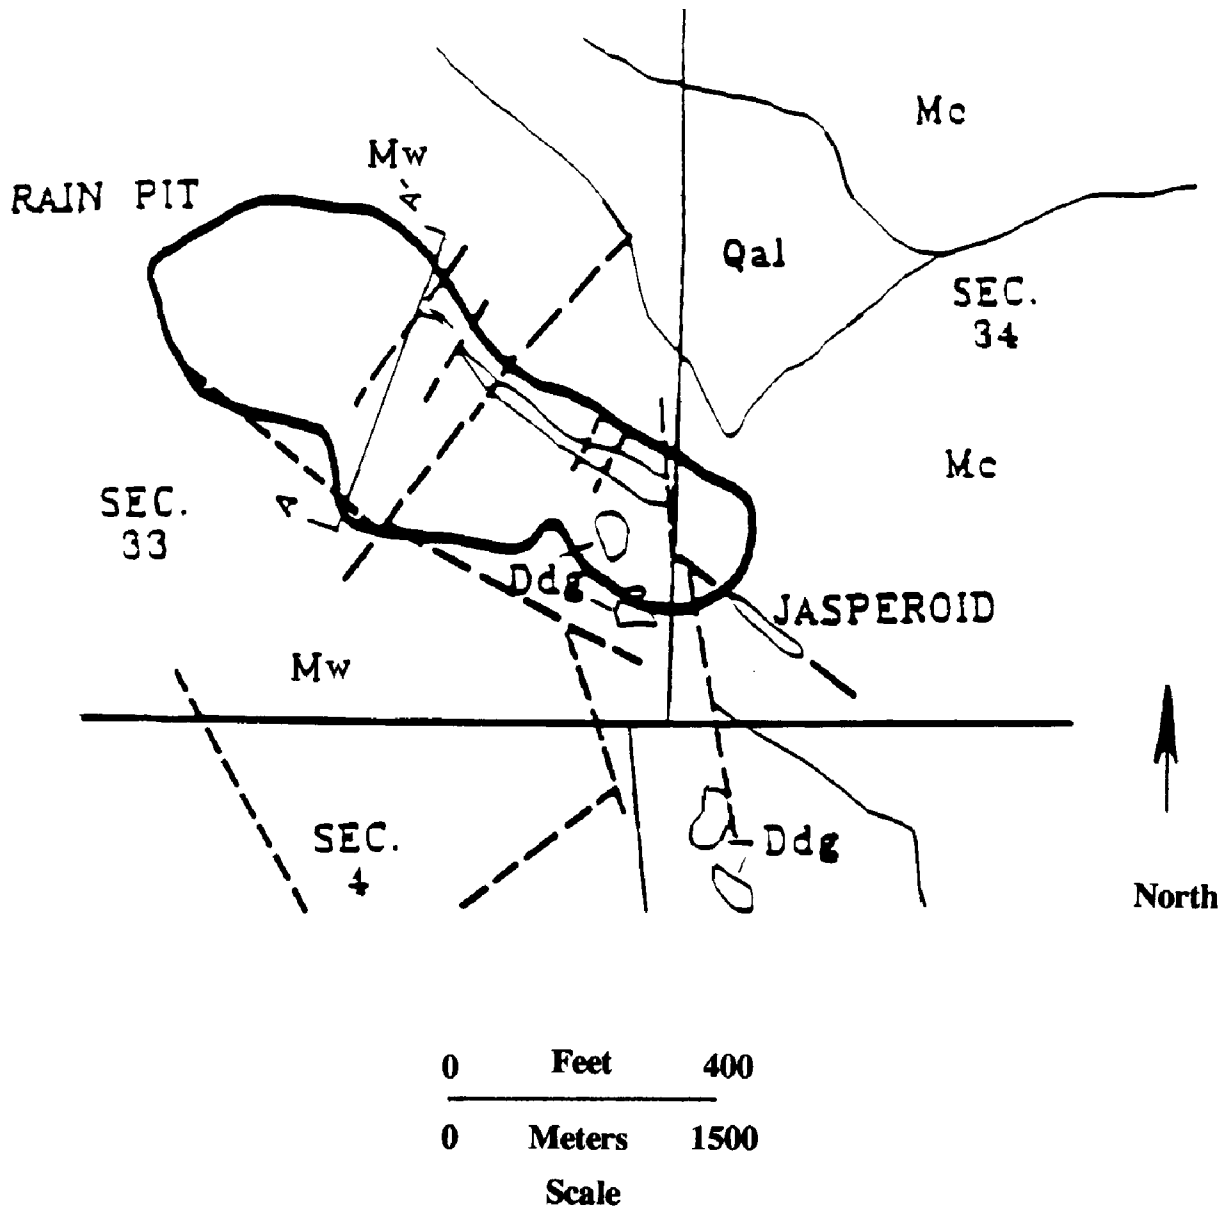 Mc
Mw
A'
RAIN PIT
Qal
SEC.
34
Mc
A
SEC.
33
Ddg
JASPEROID
Mw
SEC.
4
Ddg
North
0 Feet 400
0 Meters 1500
Scale